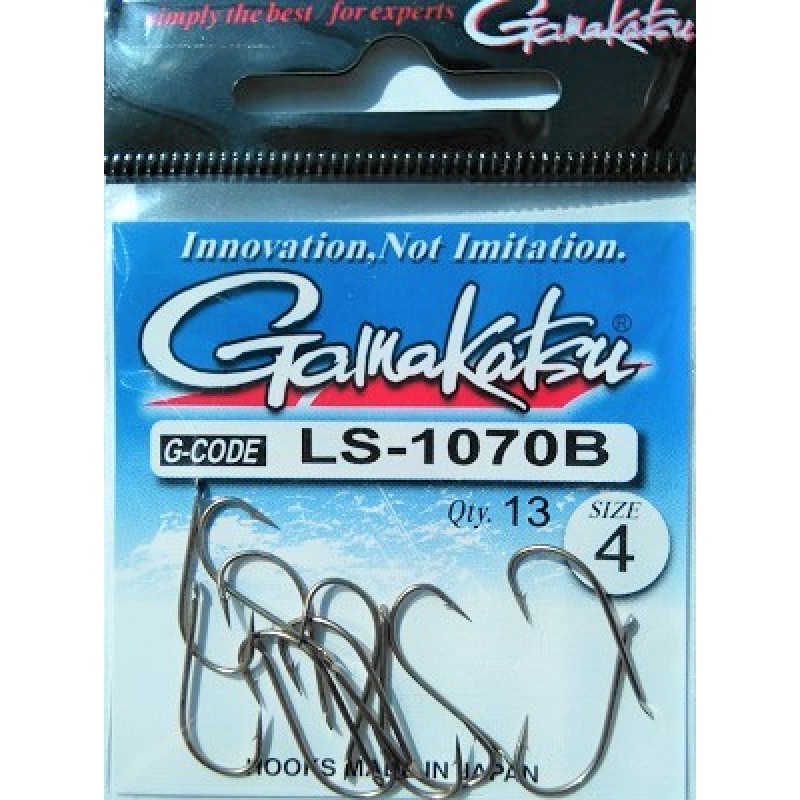 simply the best / for experts
Gamakatsu
Innovation, Not Imitation.
Gamakatsu®
G-CODE LS-1070B
Qty. 13
SIZE
4
HOOKS MADE IN JAPAN